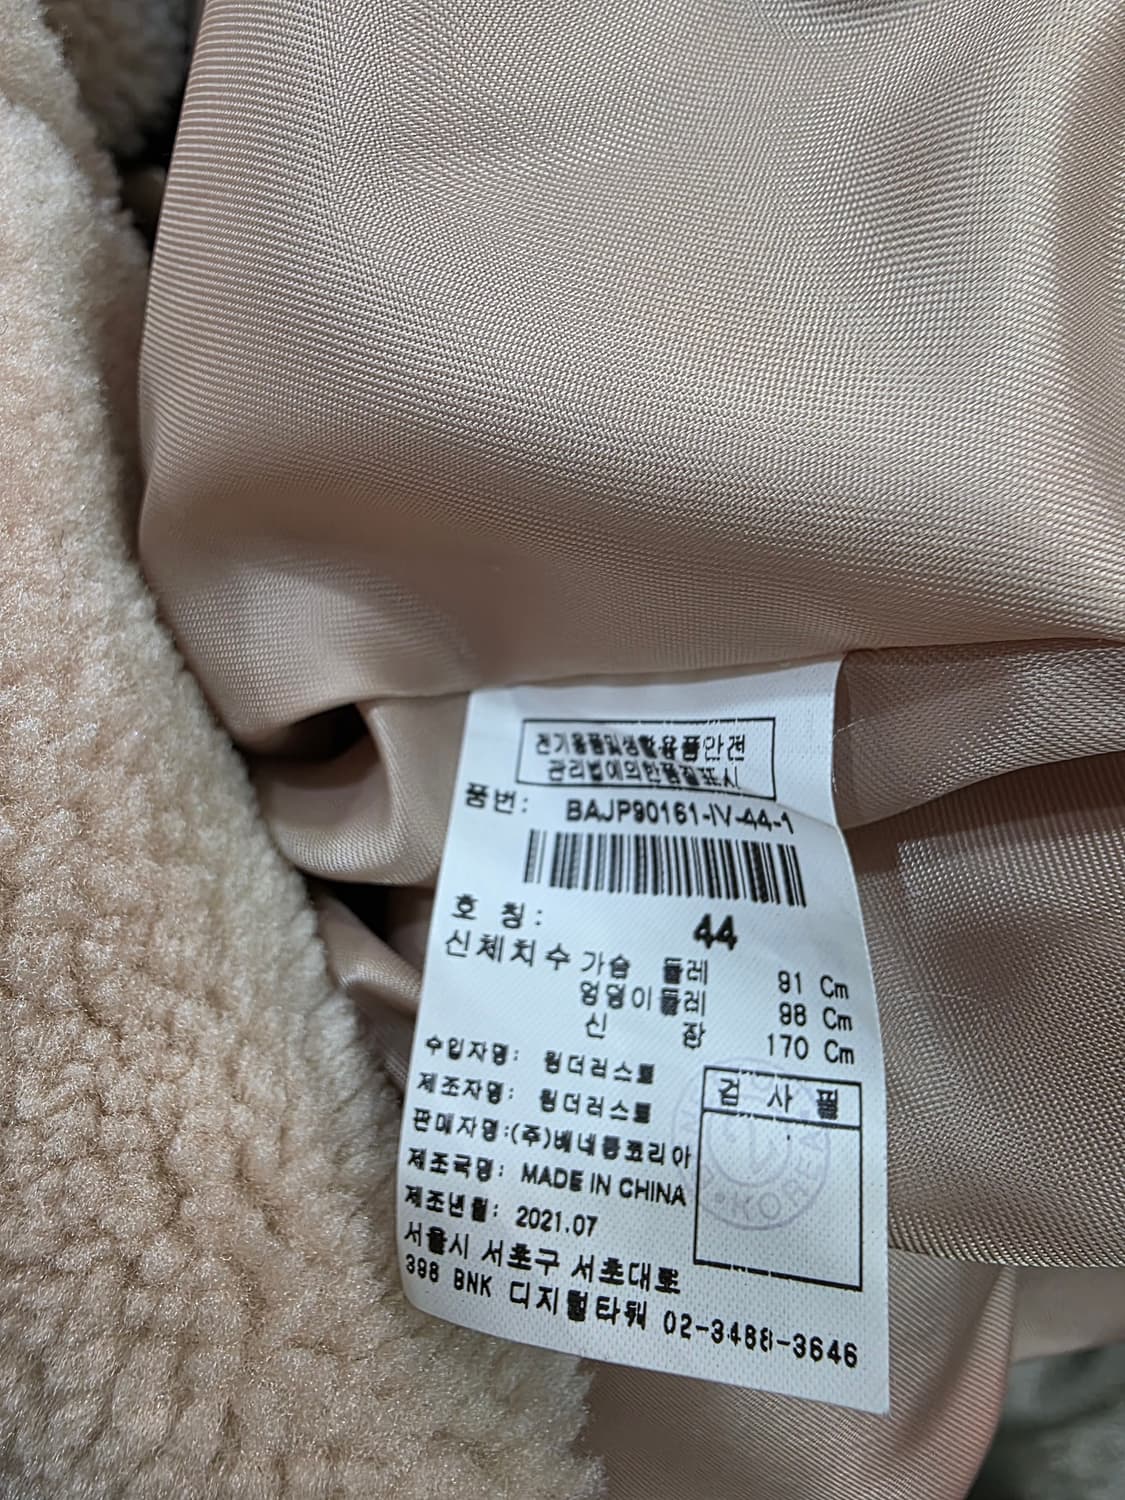 전기용품및생활용품안전
관리법에의한품질표시
품번: BAJP90161-IV-44-1
호 칭: 44
신체치수 가슴 둘레 91 Cm
엉덩이둘레 98 Cm
신 장 170 Cm
수입자명: 원더러스트
제조자명: 원더러스트
판매자명:(주)베네통코리아
제조국명: MADE IN CHINA
제조년월: 2021.07
검 사 필
KOREA
서울시 서초구 서초대로
398 BNK 디지털타워 02-3488-3646